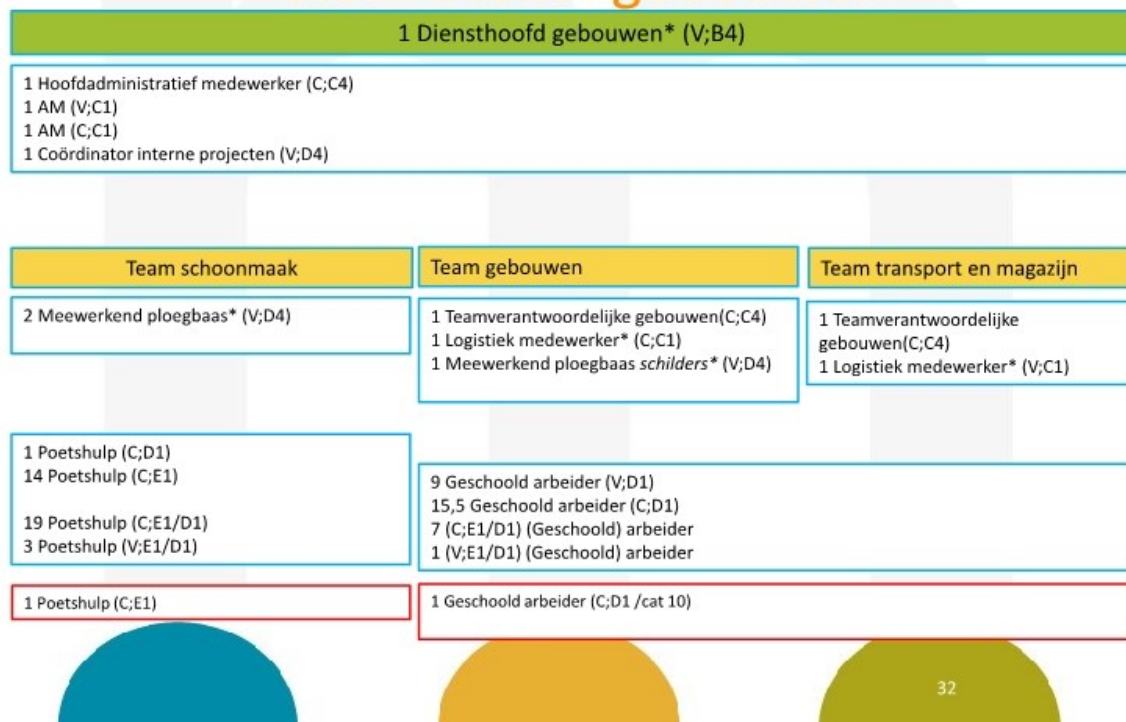 1 Diensthoofd gebouwen* (V;B4)
1 Hoofdadministratief medewerker (C;C4)
1 AM (V;C1)
1 AM (C;C1)
1 Coördinator interne projecten (V;D4)
Team schoonmaak
2 Meewerkend ploegbaas* (V;D4)
Team gebouwen
1 Teamverantwoordelijke gebouwen(C;C4)
1 Logistiek medewerker* (C;C1)
1 Meewerkend ploegbaas schilders* (V;D4)
Team transport en magazijn
1 Teamverantwoordelijke
gebouwen(C;C4)
1 Logistiek medewerker* (V;C1)
1 Poetshulp (C;D1)
14 Poetshulp (C;E1)
19 Poetshulp (C;E1/D1)
3 Poetshulp (V;E1/D1)
9 Geschoold arbeider (V;D1)
15,5 Geschoold arbeider (C;D1)
7 (C;E1/D1) (Geschoold) arbeider
1 (V;E1/D1) (Geschoold) arbeider
1 Poetshulp (C;E1)
1 Geschoold arbeider (C;D1 /cat 10)
32